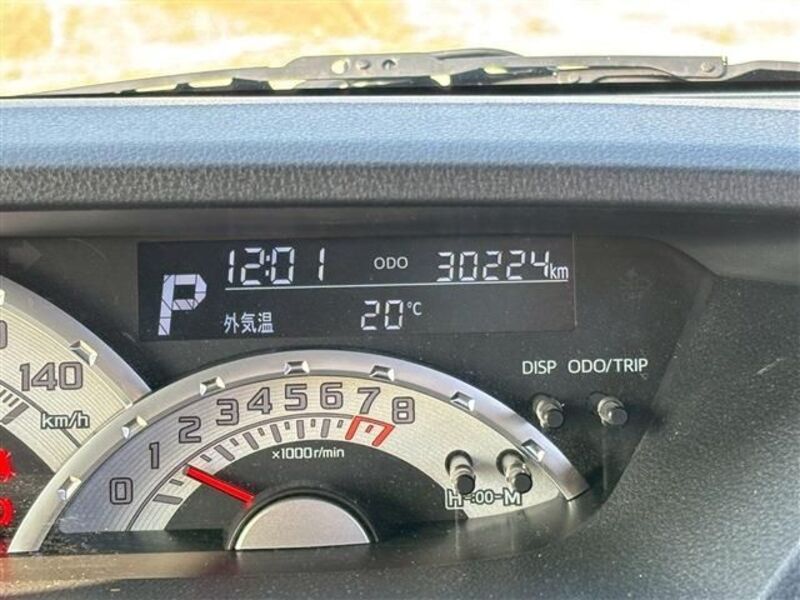 12:01 ODO 30224km
P
外気温 20°C
DISP ODO/TRIP
140
km/h
0 1 2 3 4 5 6 7 8
×1000r/min
H-:00-M